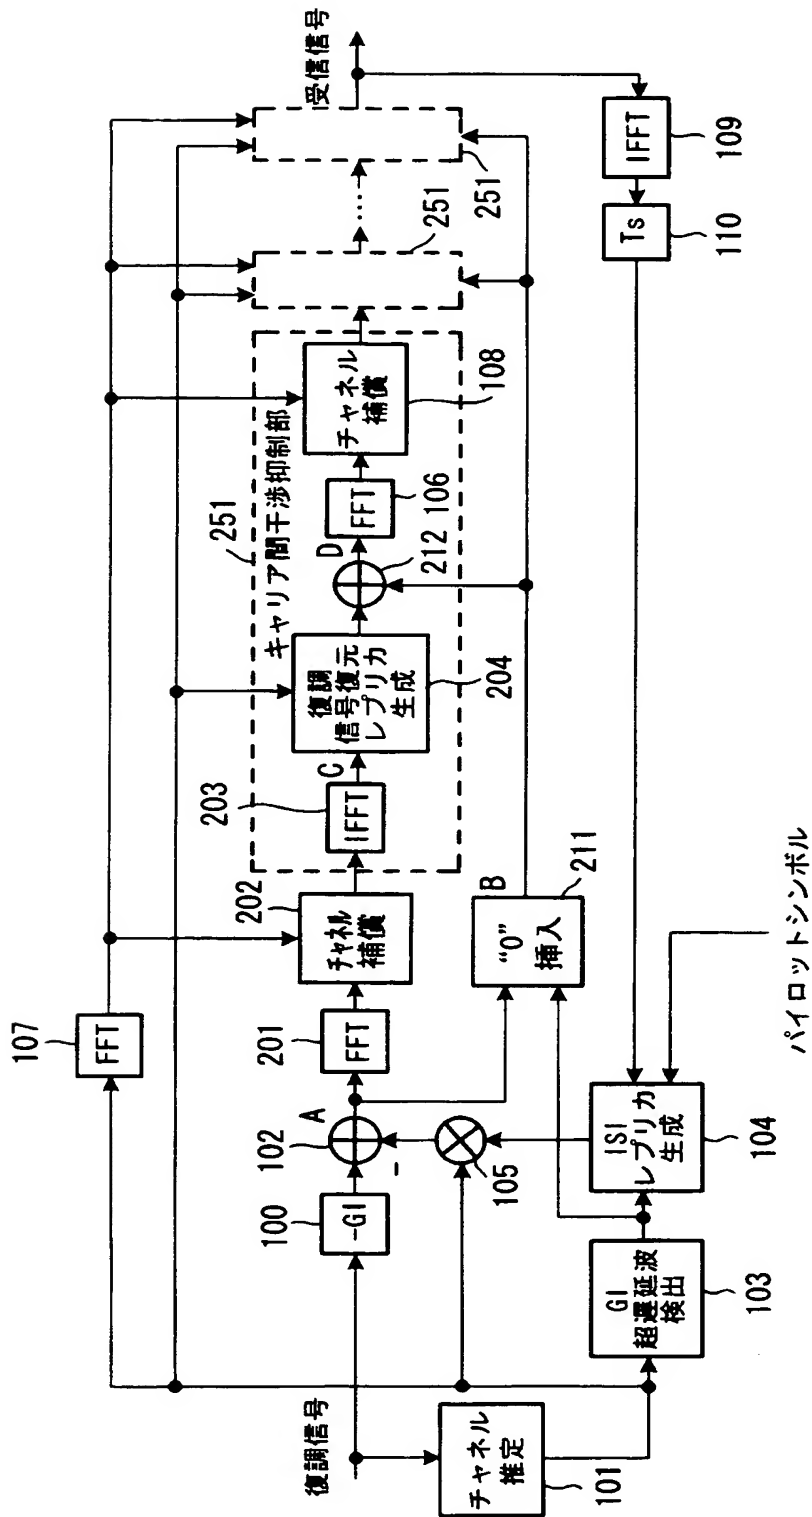 復調信号
チャネル
推定
101
100
-GI
102
A
-
105
GI
超遅延波
検出
103
ISI
レプリカ
生成
104
パイロットシンボル
107
FFT
201
FFT
202
チャネル
補償
B
“0”
挿入
211
251
キャリア間干渉抑制部
203
IFFT
C
復調
信号復元
レプリカ
生成
204
D
212
FFT
106
チャネル
補償
108
251
…
251
受信信号
IFFT
109
Ts
110